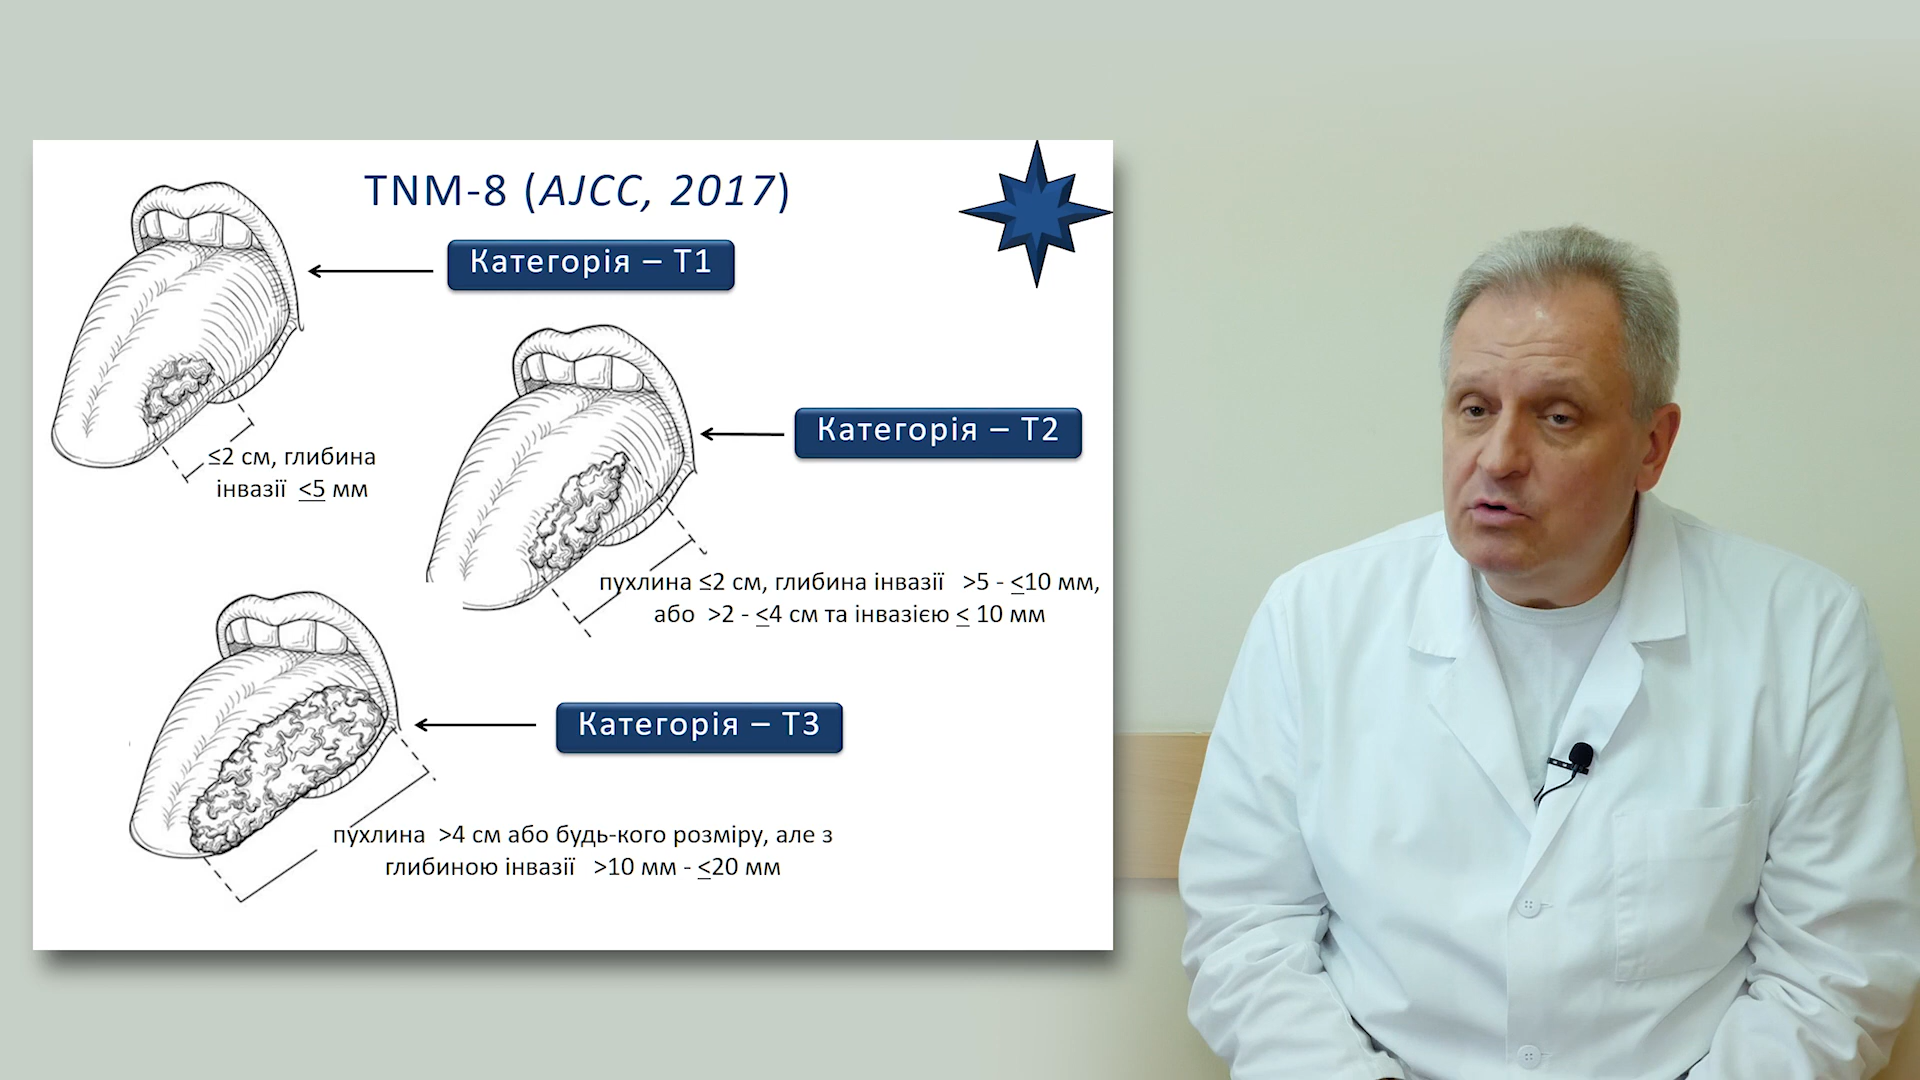 TNM-8 (AJCC, 2017)
Категорія – Т1
≤2 см, глибина
інвазії <5 мм
Категорія – Т2
пухлина ≤2 см, глибина інвазії >5 - <10 мм,
або >2 - <4 см та інвазією < 10 мм
Категорія – Т3
пухлина >4 см або будь-кого розміру, але з
глибиною інвазії >10 мм - <20 мм